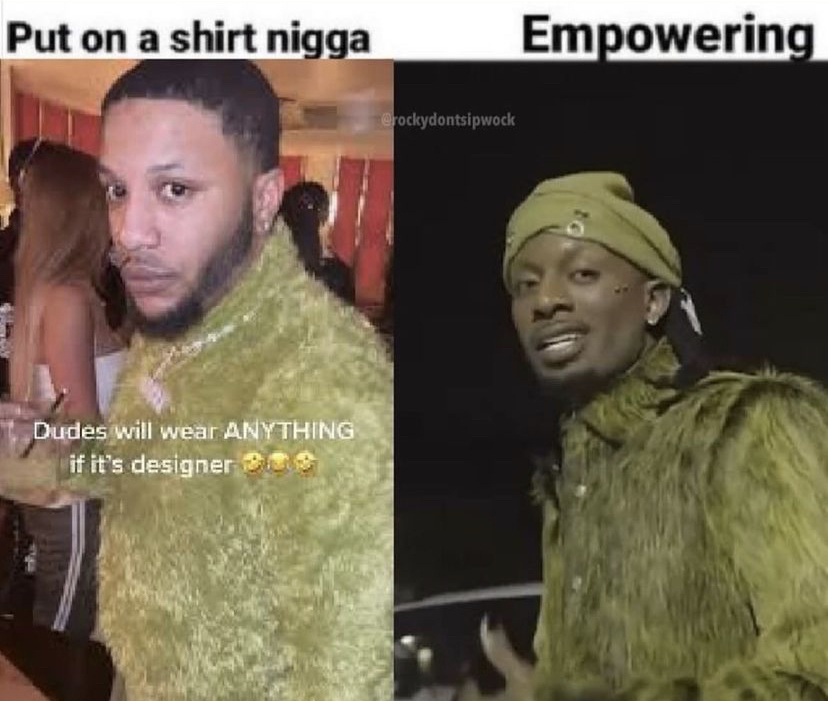 Put on a shirt nigga
Empowering
@rockydontsipwock
Dudes will wear ANYTHING
if it's designer 🤣😂🤣